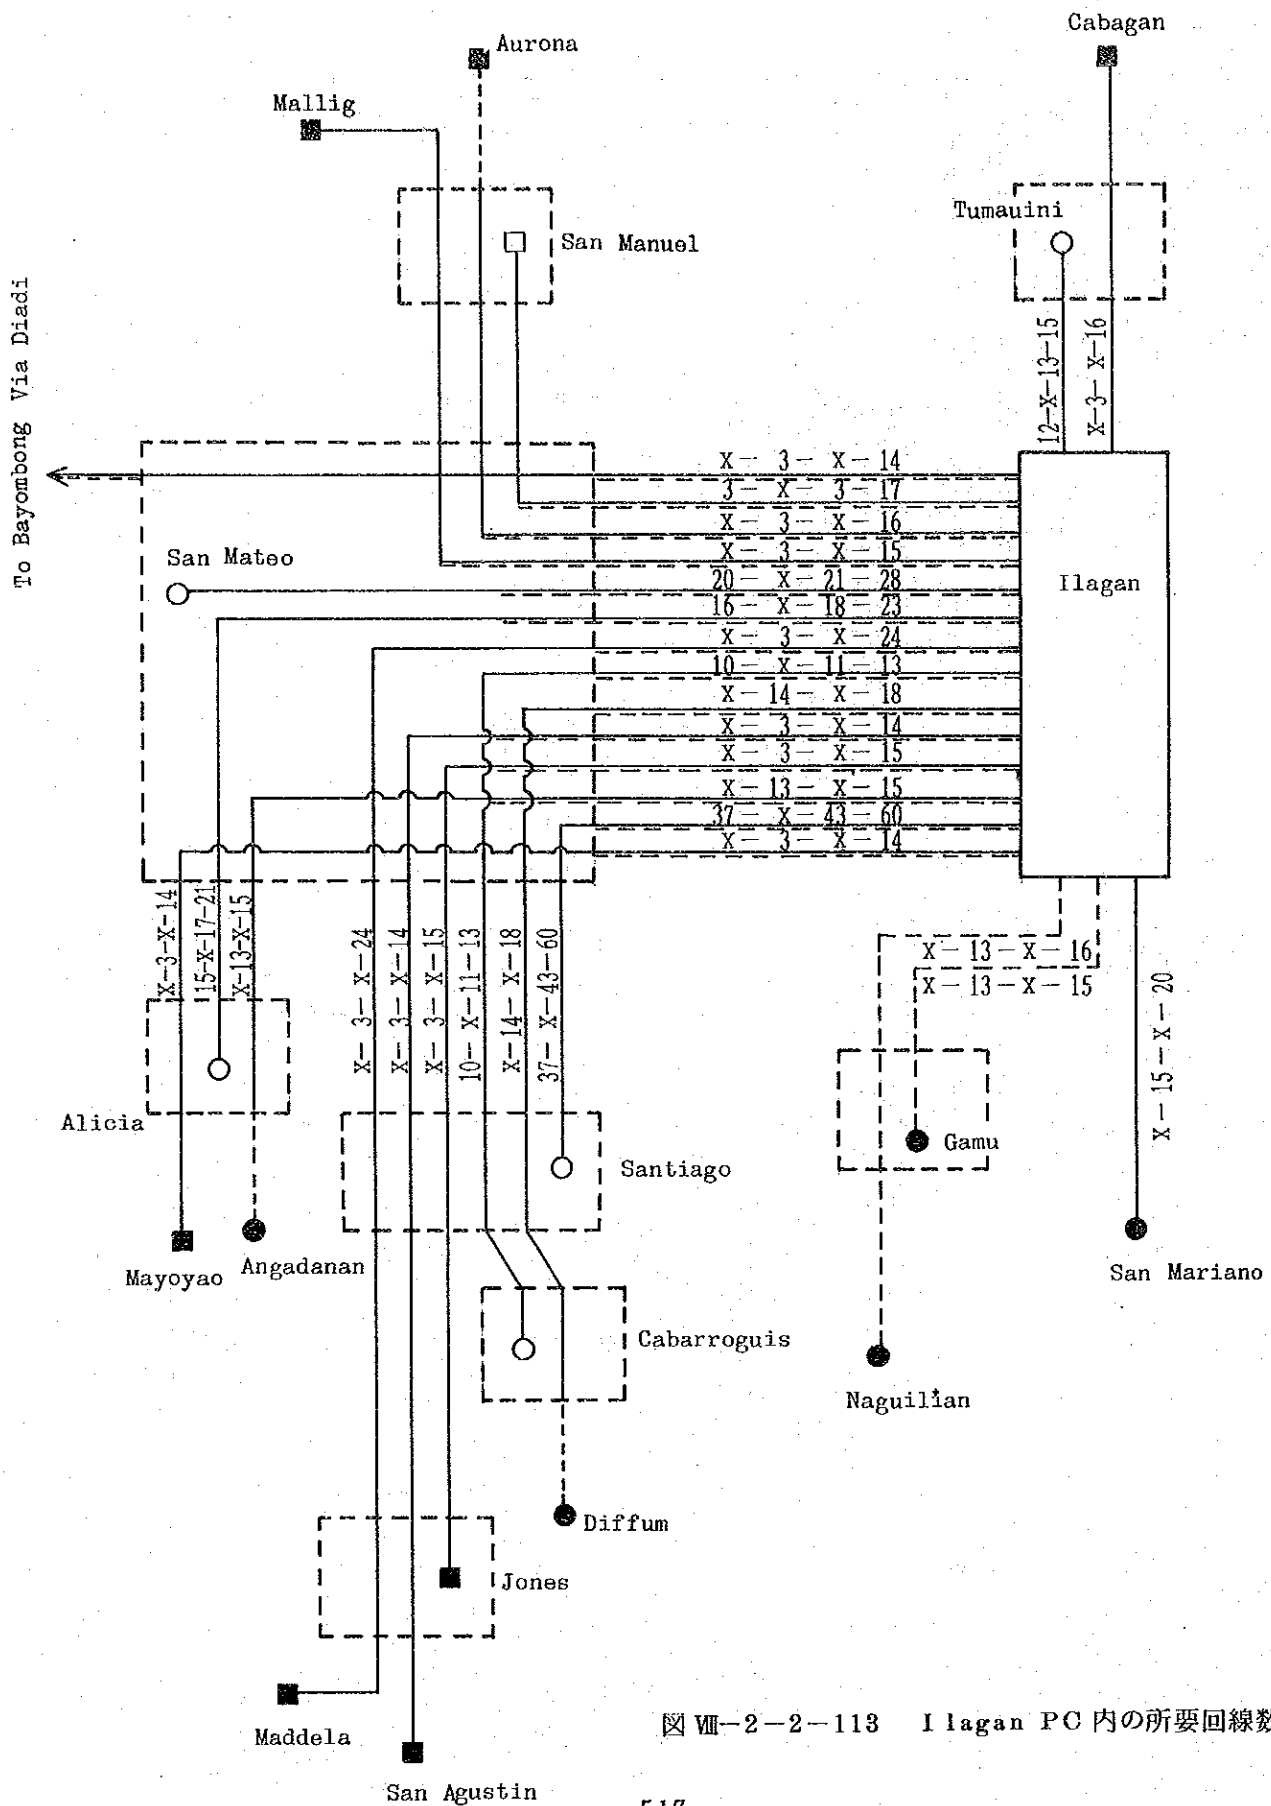 Cabagan
Aurona
Mallig
Tumauini
San Manuel
To Bayombong Via Diadi
12-X-13-15
X-3-X-16
X-3-X-14
3-X-3-17
X-3-X-16
X-3-X-15
San Mateo
20-X-21-28
Ilagan
16-X-18-23
X-3-X-24
10-X-11-13
X-14-X-18
X-3-X-14
X-3-X-15
X-13-X-15
37-X-43-60
X-3-X-14
X-3-X-14
15-X-17-21
X-13-X-15
X-3-X-24
X-3-X-14
X-3-X-15
10-X-11-13
X-14-X-18
37-X-43-60
X-13-X-16
X-13-X-15
X-15-X-20
Alicia
Santiago
Gamu
Mayoyao
Angadanan
San Mariano
Cabarroguis
Naguilian
Diffum
Jones
Maddela
San Agustin
図 Ⅷ-2-2-113 Ilagan PC 内の所要回線数